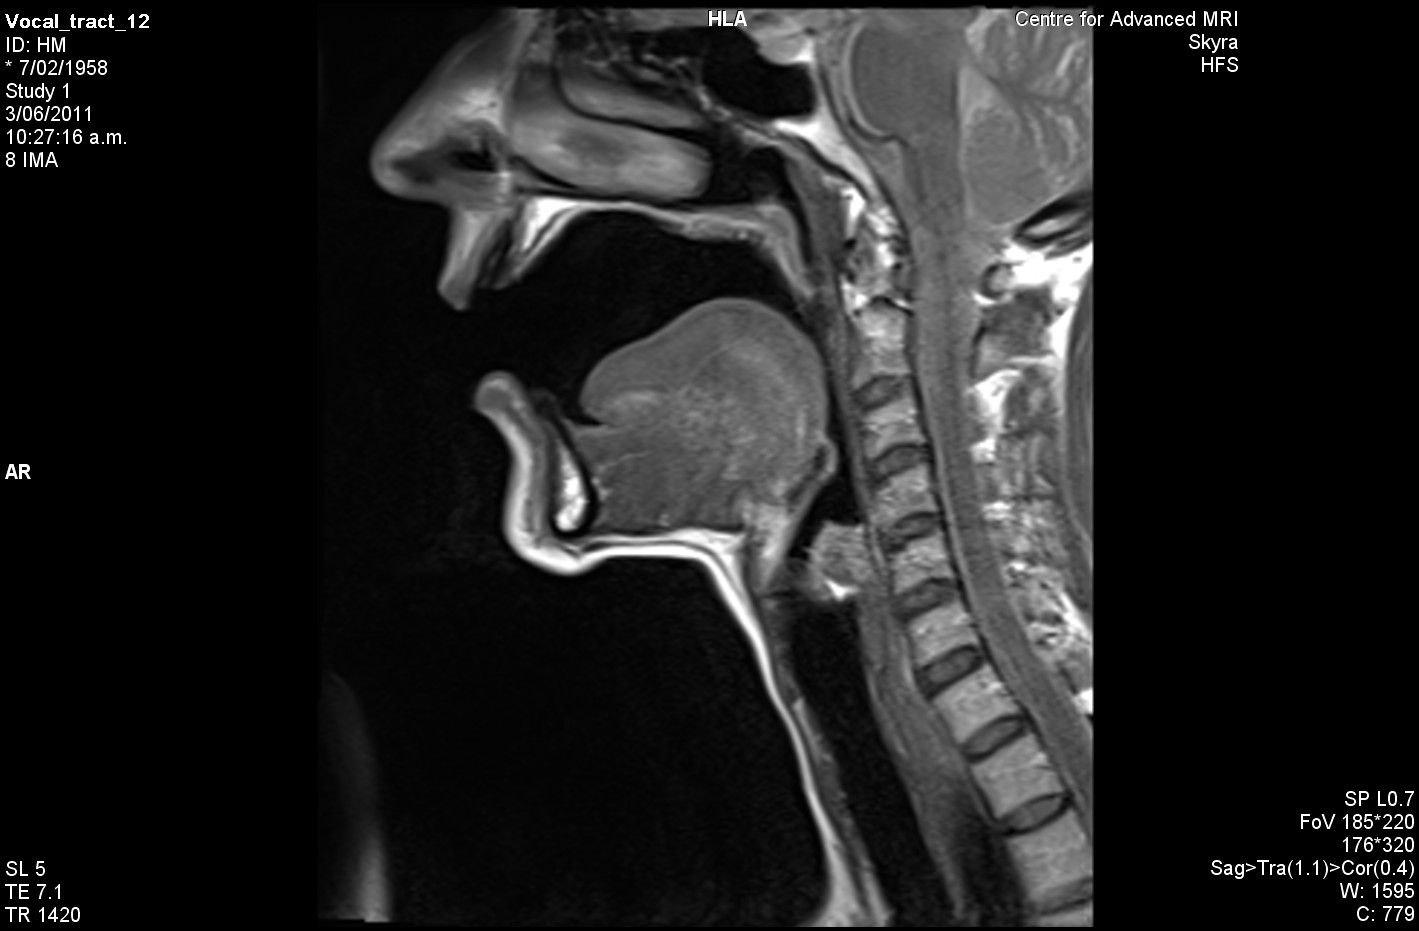 Vocal_tract_12
ID: HM
* 7/02/1958
Study 1
3/06/2011
10:27:16 a.m.
8 IMA
HLA
Centre for Advanced MRI
Skyra
HFS
AR
SL 5
TE 7.1
TR 1420
SP L0.7
FoV 185*220
176*320
Sag>Tra(1.1)>Cor(0.4)
W: 1595
C: 779